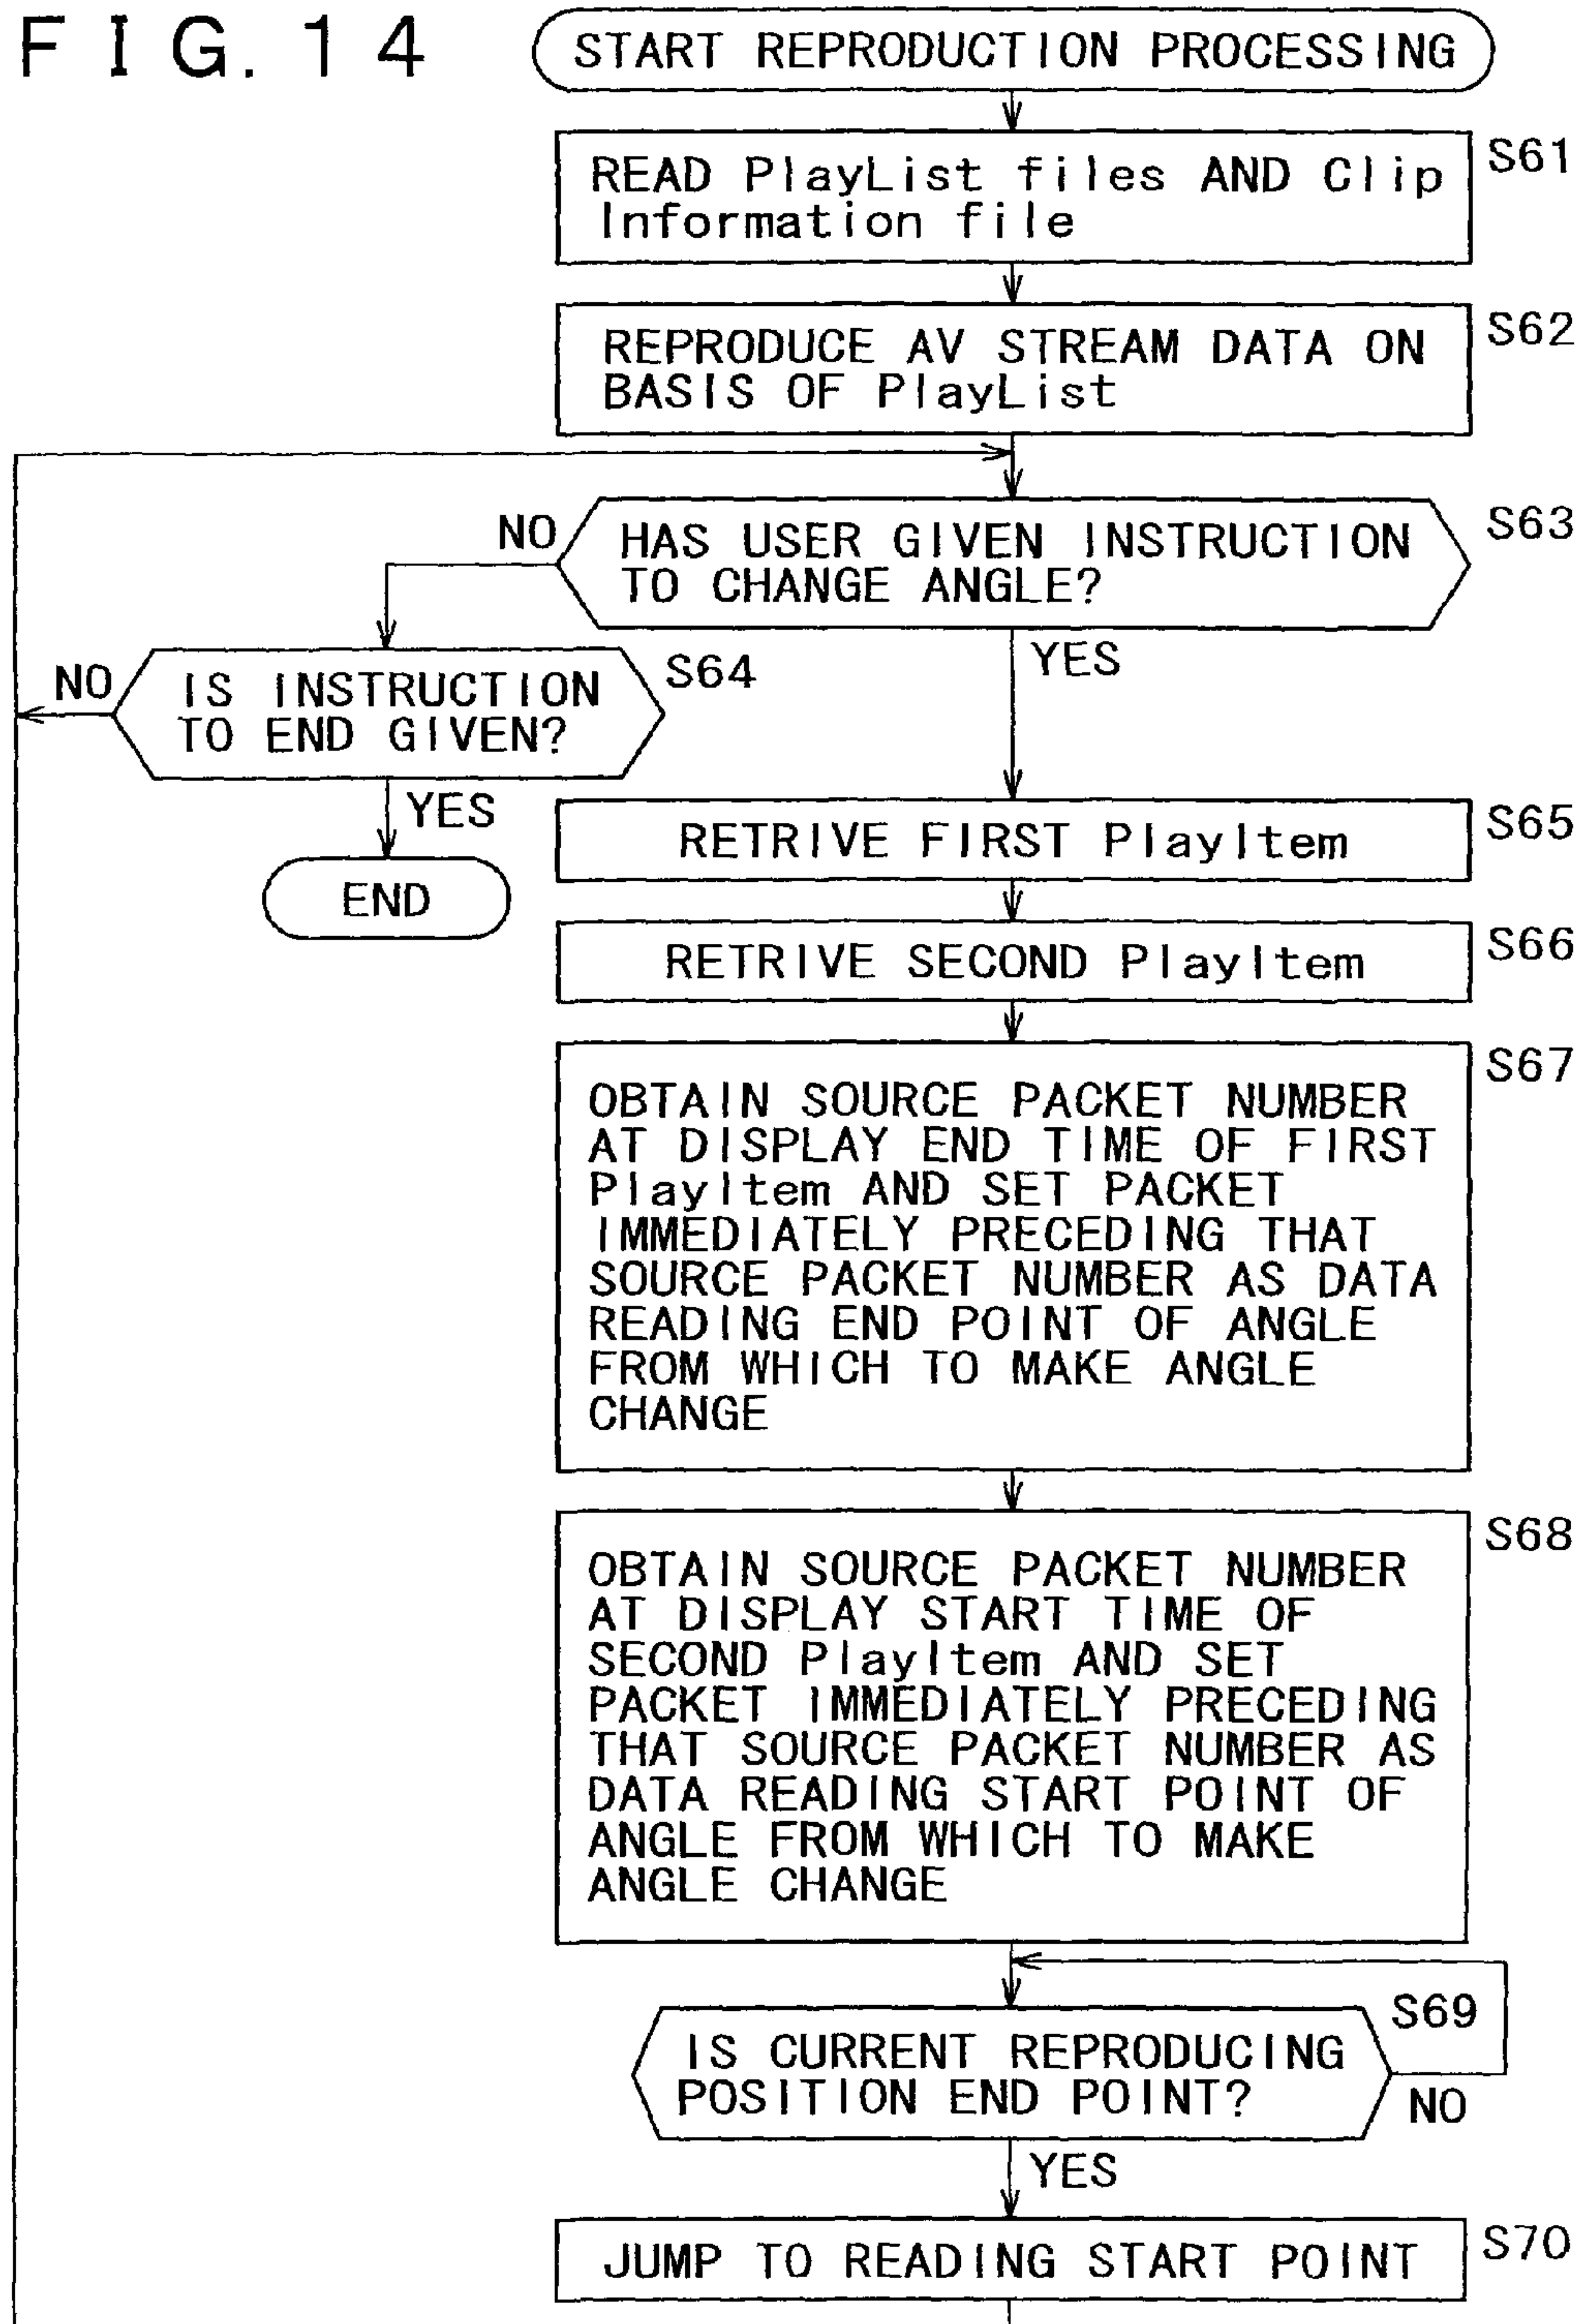 FIG. 14
START REPRODUCTION PROCESSING
READ PlayList files AND Clip
Information file
S61
REPRODUCE AV STREAM DATA ON
BASIS OF PlayList
S62
HAS USER GIVEN INSTRUCTION
TO CHANGE ANGLE?
S63
NO
YES
IS INSTRUCTION
TO END GIVEN?
S64
NO
YES
END
RETRIVE FIRST PlayItem
S65
RETRIVE SECOND PlayItem
S66
OBTAIN SOURCE PACKET NUMBER
AT DISPLAY END TIME OF FIRST
PlayItem AND SET PACKET
IMMEDIATELY PRECEDING THAT
SOURCE PACKET NUMBER AS DATA
READING END POINT OF ANGLE
FROM WHICH TO MAKE ANGLE
CHANGE
S67
OBTAIN SOURCE PACKET NUMBER
AT DISPLAY START TIME OF
SECOND PlayItem AND SET
PACKET IMMEDIATELY PRECEDING
THAT SOURCE PACKET NUMBER AS
DATA READING START POINT OF
ANGLE FROM WHICH TO MAKE
ANGLE CHANGE
S68
IS CURRENT REPRODUCING
POSITION END POINT?
S69
NO
YES
JUMP TO READING START POINT
S70